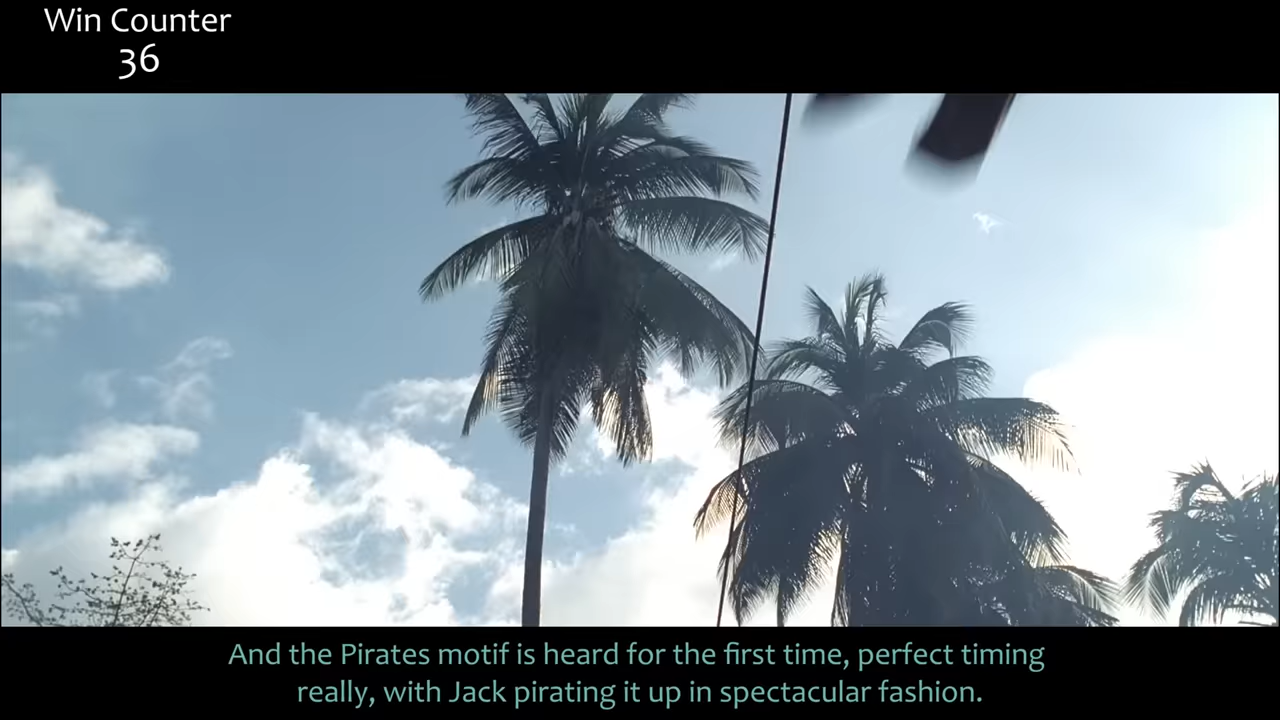 Win Counter
36
And the Pirates motif is heard for the first time, perfect timing
really, with Jack pirating it up in spectacular fashion.